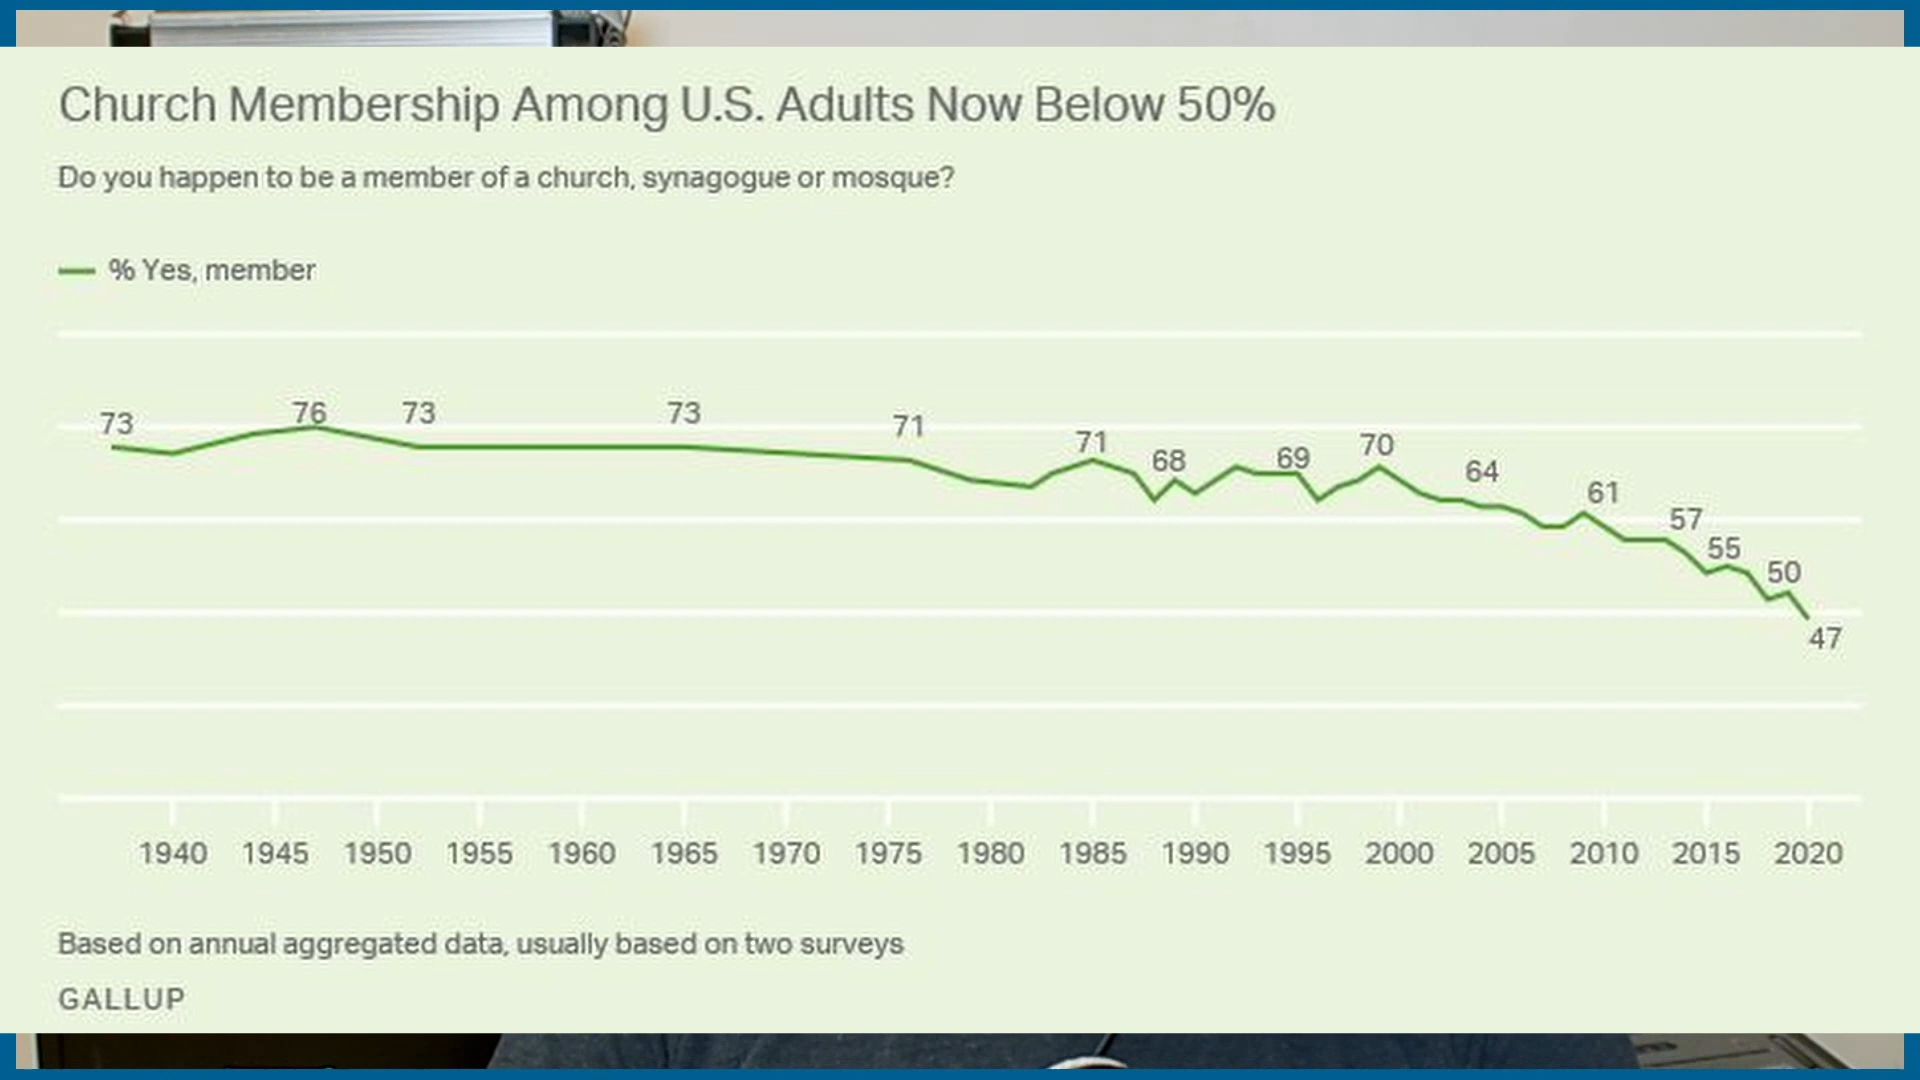 Church Membership Among U.S. Adults Now Below 50%
Do you happen to be a member of a church, synagogue or mosque?
% Yes, member
73 76 73 73 71 71 68 69 70 64 61 57 55 50 47
1940 1945 1950 1955 1960 1965 1970 1975 1980 1985 1990 1995 2000 2005 2010 2015 2020
Based on annual aggregated data, usually based on two surveys
GALLUP